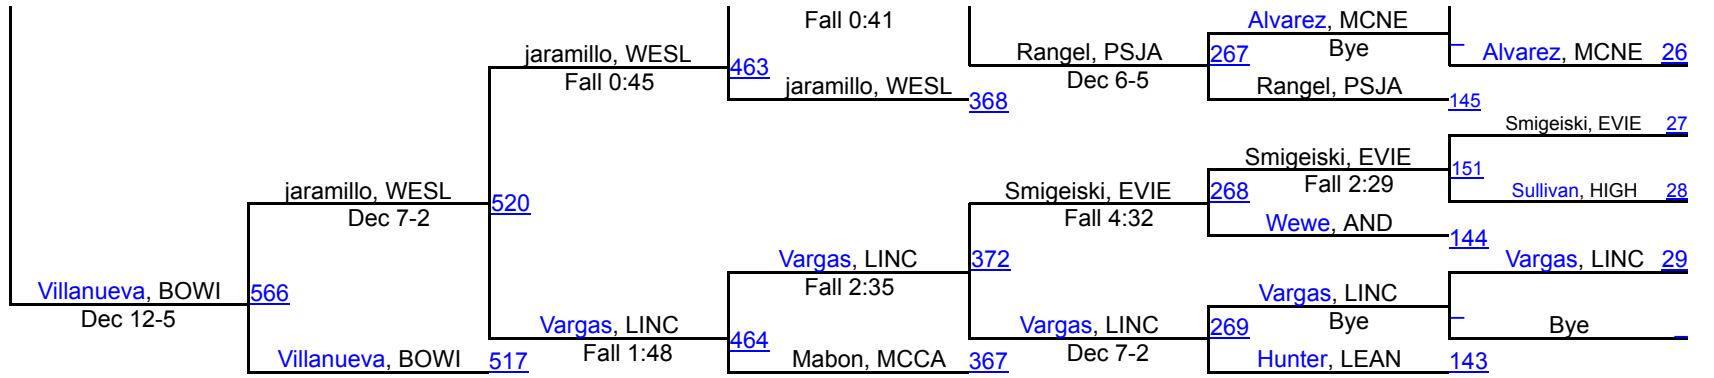 Fall 0:41
Alvarez, MCNE
Bye
jaramillo, WESL
Fall 0:45
463
Rangel, PSJA
Dec 6-5
267
Alvarez, MCNE 26
jaramillo, WESL 368
Rangel, PSJA 145
Smigeiski, EVIE 27
Smigeiski, EVIE
Fall 2:29
151
jaramillo, WESL
Dec 7-2
520
Smigeiski, EVIE
Fall 4:32
268
Sullivan, HIGH 28
Wewe, AND 144
Vargas, LINC
Fall 2:35
372
Vargas, LINC 29
Villanueva, BOWI
Dec 12-5
566
Vargas, LINC
Bye
Vargas, LINC
Fall 1:48
464
Vargas, LINC
Dec 7-2
269
Bye
Villanueva, BOWI 517
Mabon, MCCA 367
Hunter, LEAN 143